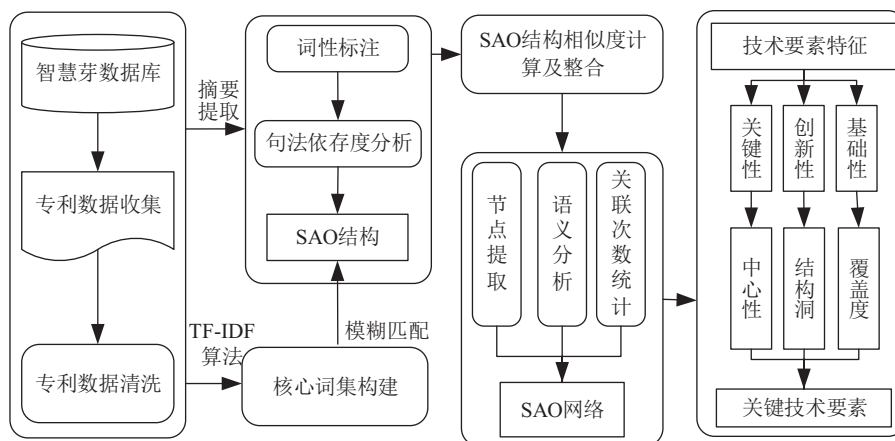 智慧芽数据库
专利数据收集
专利数据清洗
摘要
提取
TF-IDF
算法
词性标注
句法依存度分析
SAO结构
模糊匹配
核心词集构建
SAO结构相似度计
算及整合
节点提取
语义分析
关联次数统计
SAO网络
技术要素特征
关键性
创新性
基础性
中心性
结构洞
覆盖度
关键技术要素